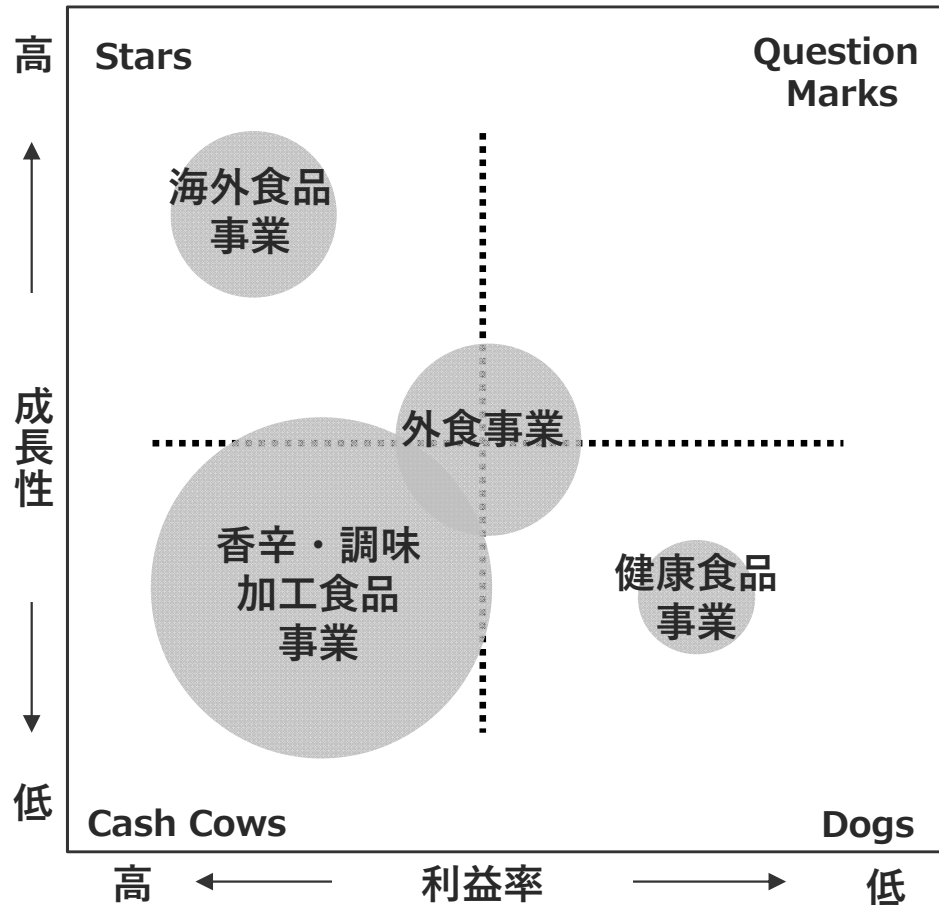 高
Stars
Question
Marks
海外食品
事業
成長性
外食事業
香辛・調味
加工食品
事業
健康食品
事業
低
Cash Cows
Dogs
高
利益率
低